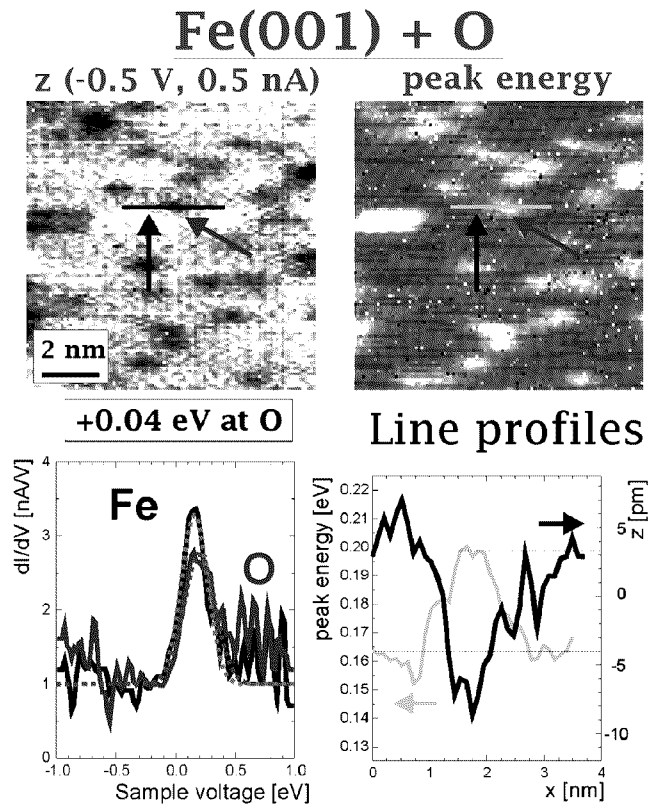 Fe(001) + O
z (-0.5 V, 0.5 nA)
peak energy
2 nm
+0.04 eV at O
Line profiles
dI/dV [nA/V]
4
3
2
1
0
Fe
O
-1.0 -0.5 0.0 0.5 1.0
Sample voltage [eV]
peak energy [eV]
0.22
0.21
0.20
0.19
0.18
0.17
0.16
0.15
0.14
0.13
z [pm]
5
0
-5
-10
0 1 2 3 4
x [nm]